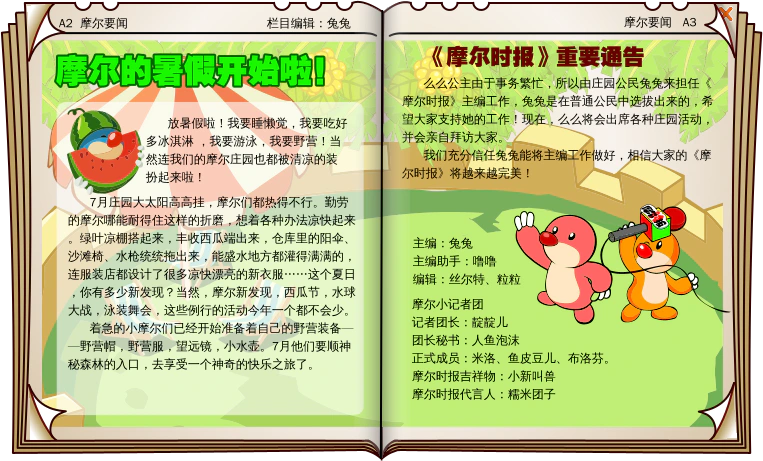 A2 摩尔要闻
栏目编辑：兔兔
摩尔的暑假开始啦！
放暑假啦！我要睡懒觉，我要吃好
多冰淇淋 ，我要游泳，我要野营！当
然连我们的摩尔庄园也都被清凉的装
扮起来啦！
7月庄园大太阳高高挂，摩尔们都热得不行。勤劳
的摩尔哪能耐得住这样的折磨，想着各种办法凉快起来
。绿叶凉棚搭起来，丰收西瓜端出来，仓库里的阳伞、
沙滩椅、水枪统统拖出来，能盛水地方都灌得满满的，
连服装店都设计了很多凉快漂亮的新衣服……这个夏日
，你有多少新发现？当然，摩尔新发现，西瓜节，水球
大战，泳装舞会，这些例行的活动今年一个都不会少。
着急的小摩尔们已经开始准备着自己的野营装备—
—野营帽，野营服，望远镜，小水壶。7月他们要顺神
秘森林的入口，去享受一个神奇的快乐之旅了。
摩尔要闻 A3
《摩尔时报》重要通告
么么公主由于事务繁忙，所以由庄园公民兔兔来担任《
摩尔时报》主编工作，兔兔是在普通公民中选拔出来的，希
望大家支持她的工作！现在，么么将会出席各种庄园活动，
并会亲自拜访大家。
我们充分信任兔兔能将主编工作做好，相信大家的《摩
尔时报》将越来越完美！
主编：兔兔
主编助手：噜噜
编辑：丝尔特、粒粒
摩尔小记者团
记者团长：靛靛儿
团长秘书：人鱼泡沫
正式成员：米洛、鱼皮豆儿、布洛芬。
摩尔时报吉祥物：小新叫兽
摩尔时报代言人：糯米团子